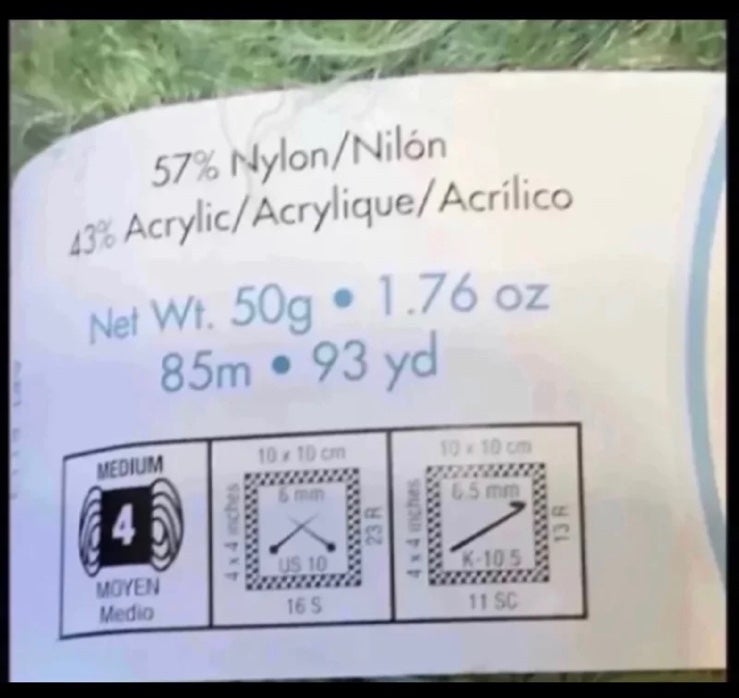 57% Nylon/Nilón
43% Acrylic/Acrylique/Acrílico
Net Wt. 50g • 1.76 oz
85m • 93 yd
MEDIUM
4
MOYEN
Medio
10 x 10 cm
4 x 4 inches
6 mm
23 R
US 10
16 S
10 x 10 cm
4 x 4 inches
6.5 mm
13 R
K-10.5
11 SC